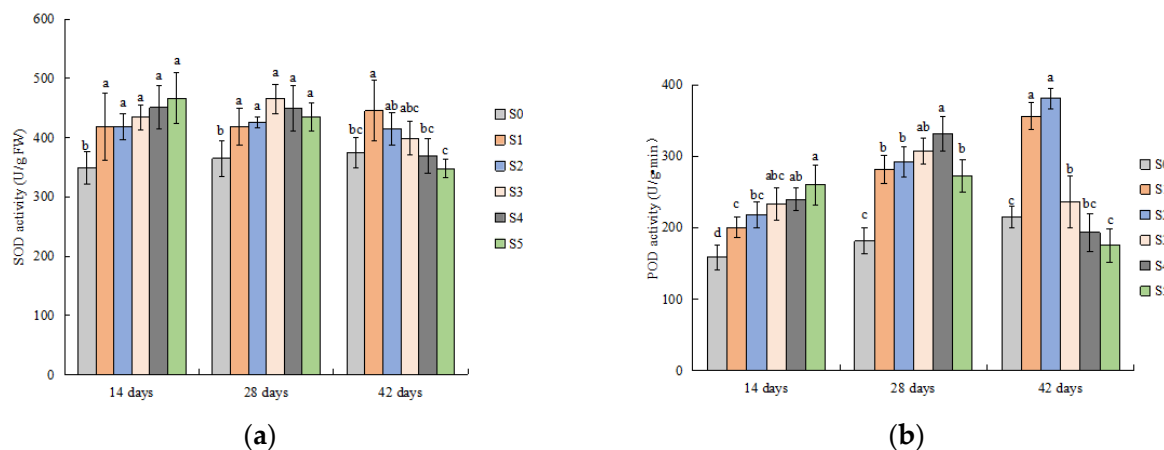 SOD activity (U/g FW)
600
500
400
300
200
100
0
b a a a a a
b a a a a a
bc a ab abc bc c
14 days
28 days
42 days
S0
S1
S2
S3
S4
S5
(a)
POD activity (U/g•min)
400
300
200
100
0
d c bc abc ab a
c b b ab a b
c a a b bc c
14 days
28 days
42 days
(b)